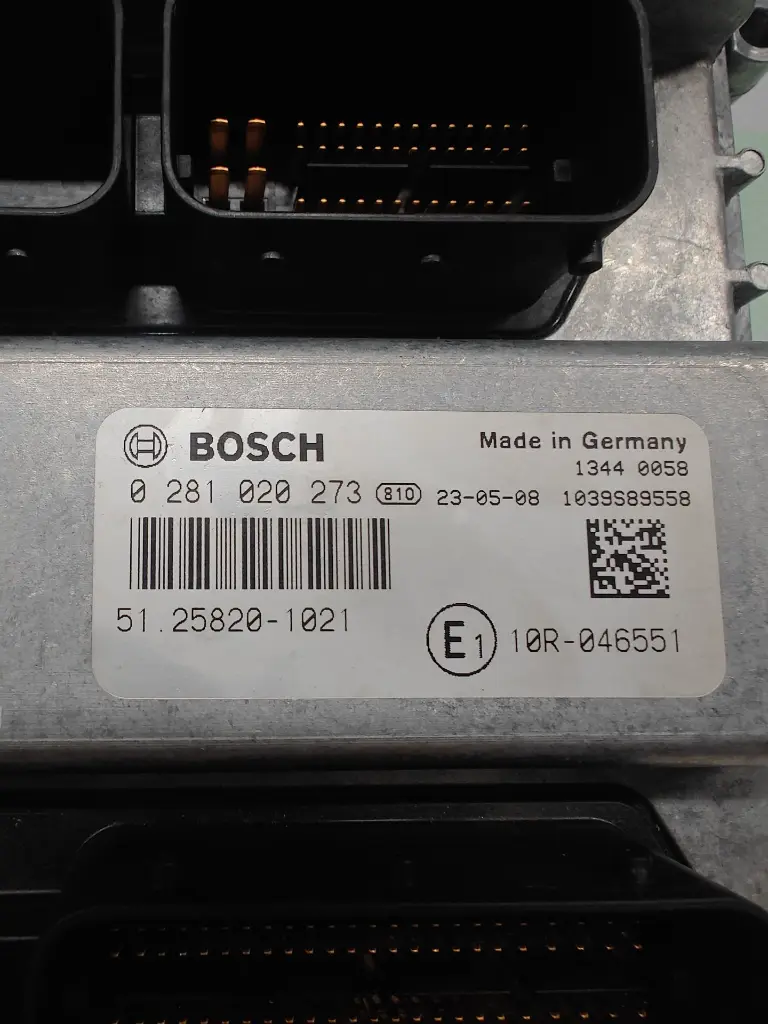 BOSCH
Made in Germany
1344 0058
0 281 020 273 810 23-05-08 1039S89558
51.25820-1021
E1 10R-046551